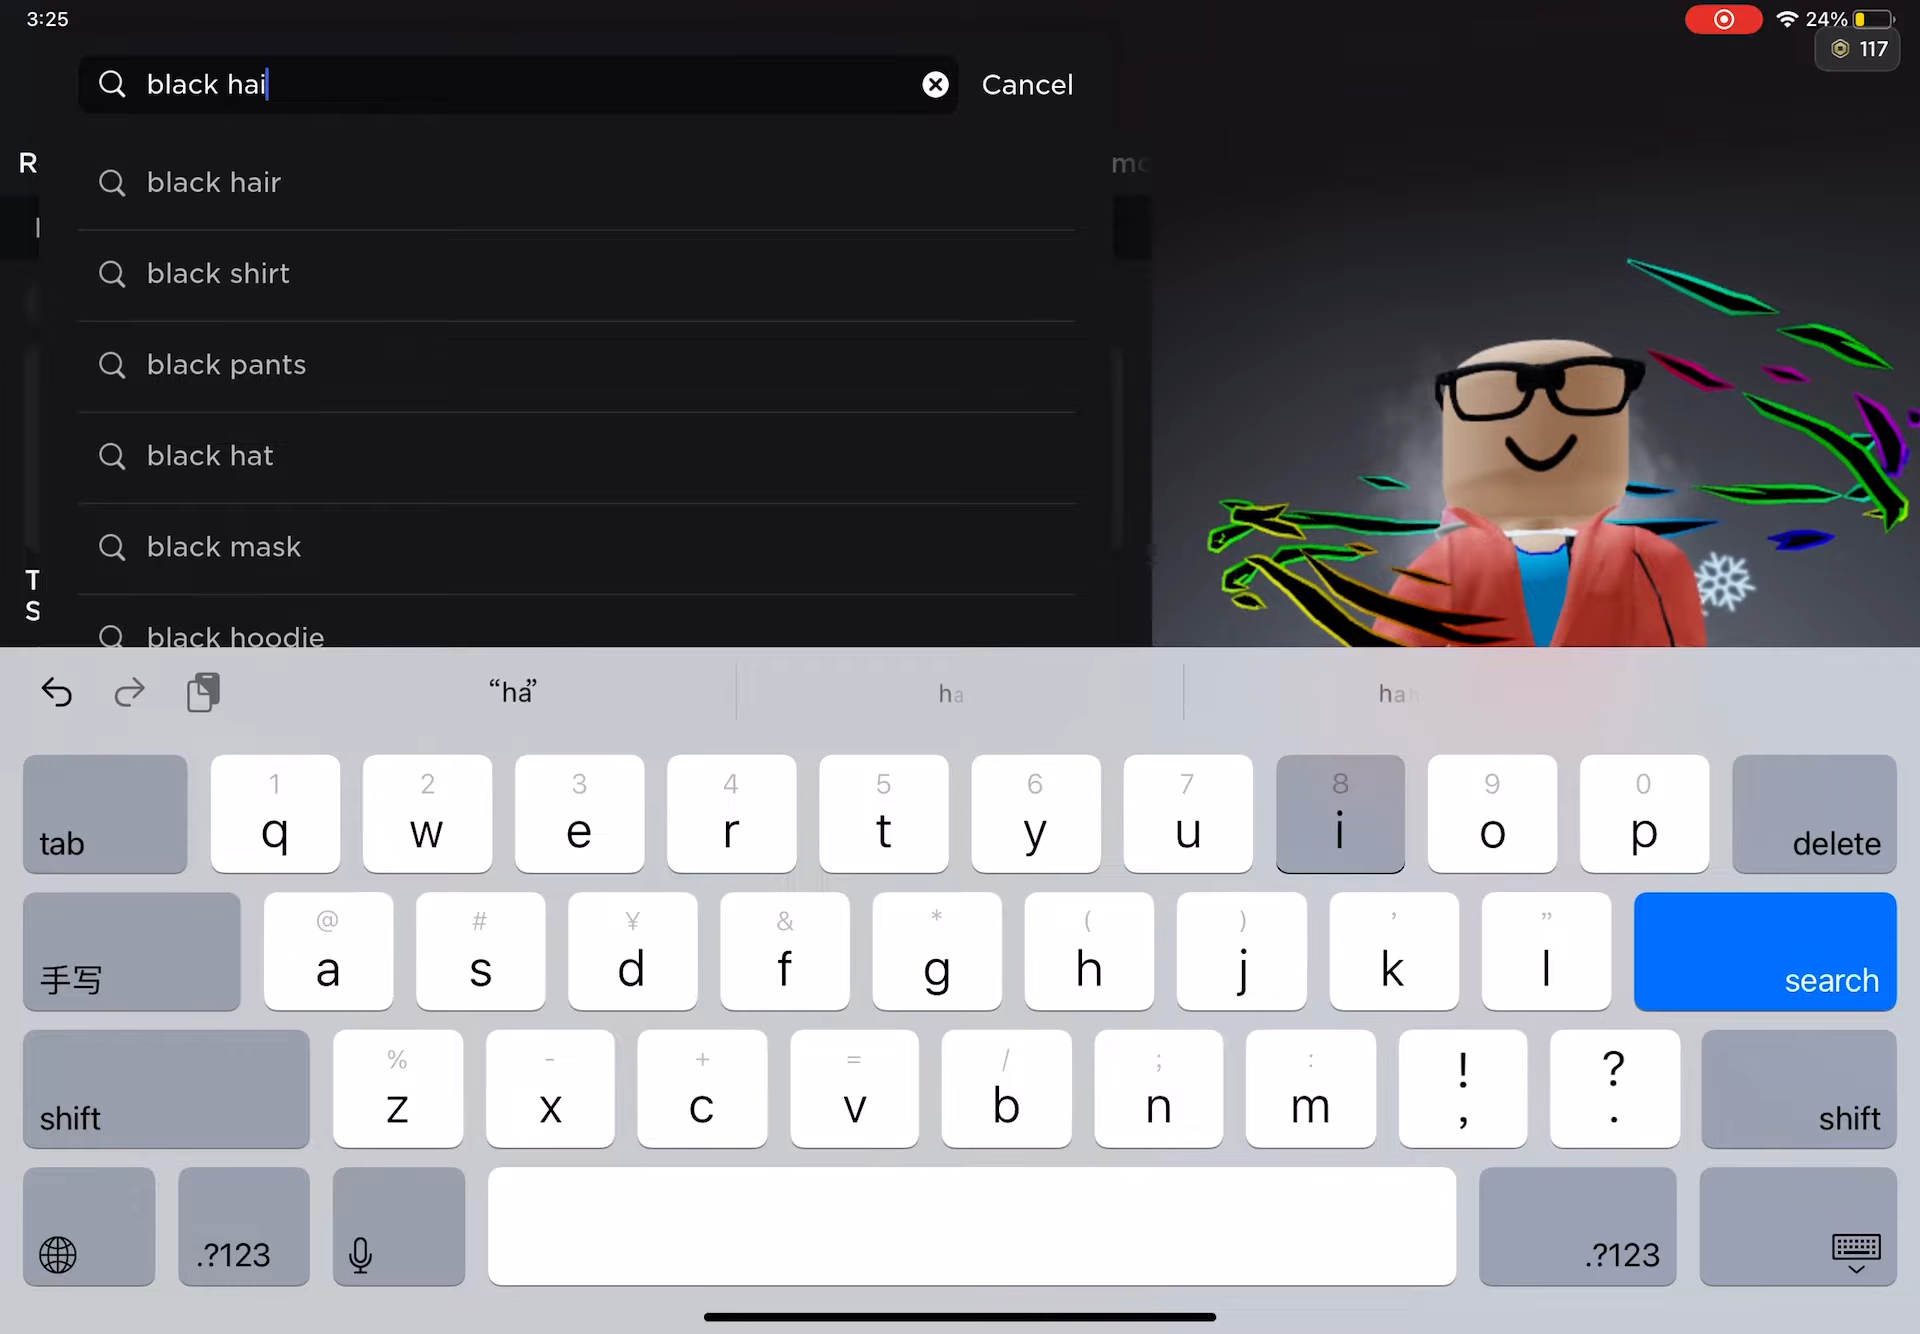 3:25
24%
117
black hai
Cancel
R
mo
black hair
black shirt
black pants
black hat
black mask
T
S
black hoodie
“ha”
ha
hah
tab
1 2 3 4 5 6 7 8 9 0
q w e r t y u i o p
delete
手写
@ # ¥ & * ( ) ’ ”
a s d f g h j k l
search
shift
% - + = / ; : ! ?
z x c v b n m , .
shift
.?123
.?123